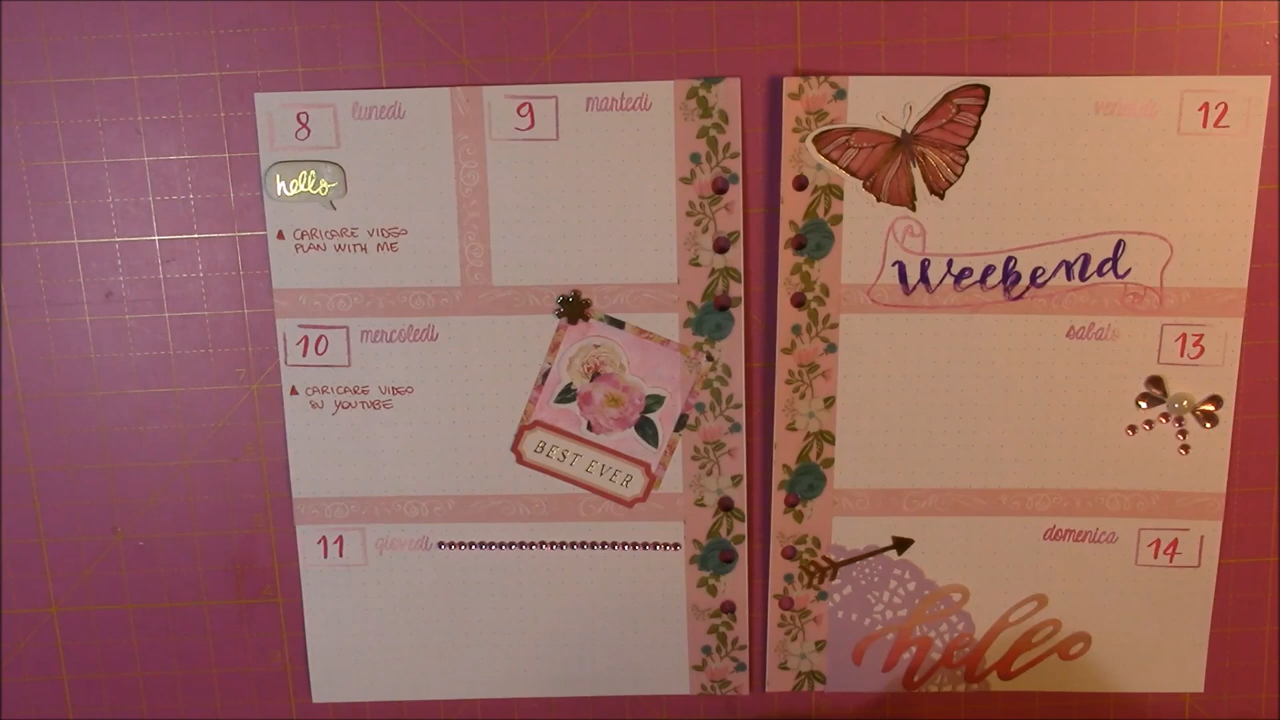 8 lunedì
hello
CARICARE VIDEO
PLAN WITH ME
9 martedì
10 mercoledì
CARICARE VIDEO
SU YOUTUBE
BEST EVER
11 giovedì
venerdì 12
Weekend
sabato 13
domenica 14
hello